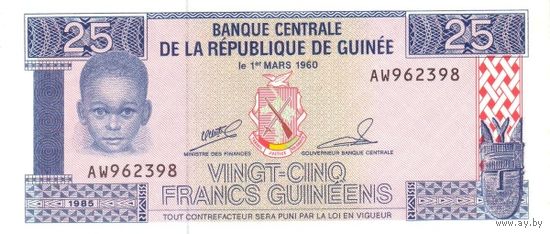 25 BANQUE CENTRALE 25
DE LA RÉPUBLIQUE DE GUINÉE
le 1er MARS 1960
AW962398
MINISTRE DES FINANCES GOUVERNEUR BANQUE CENTRALE
AW962398
VINGT-CINQ
FRANCS GUINÉENS
1985
TOUT CONTREFACTEUR SERA PUNI PAR LA LOI EN VIGUEUR
www.ay.by